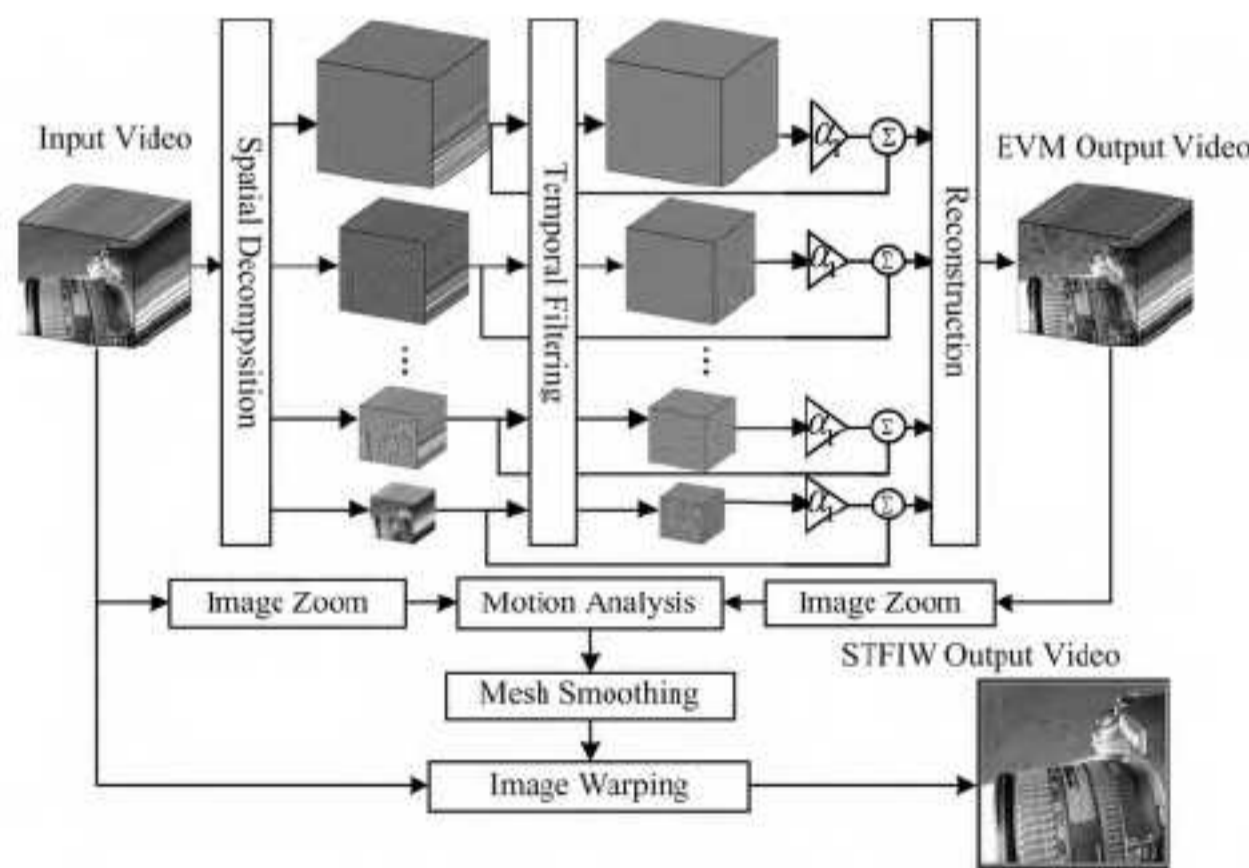 Input Video
Spatial Decomposition
Temporal Filtering
Reconstruction
EVM Output Video
α
Σ
α
Σ
...
...
α
Σ
α
Σ
Image Zoom
Motion Analysis
Image Zoom
STFIW Output Video
Mesh Smoothing
Image Warping